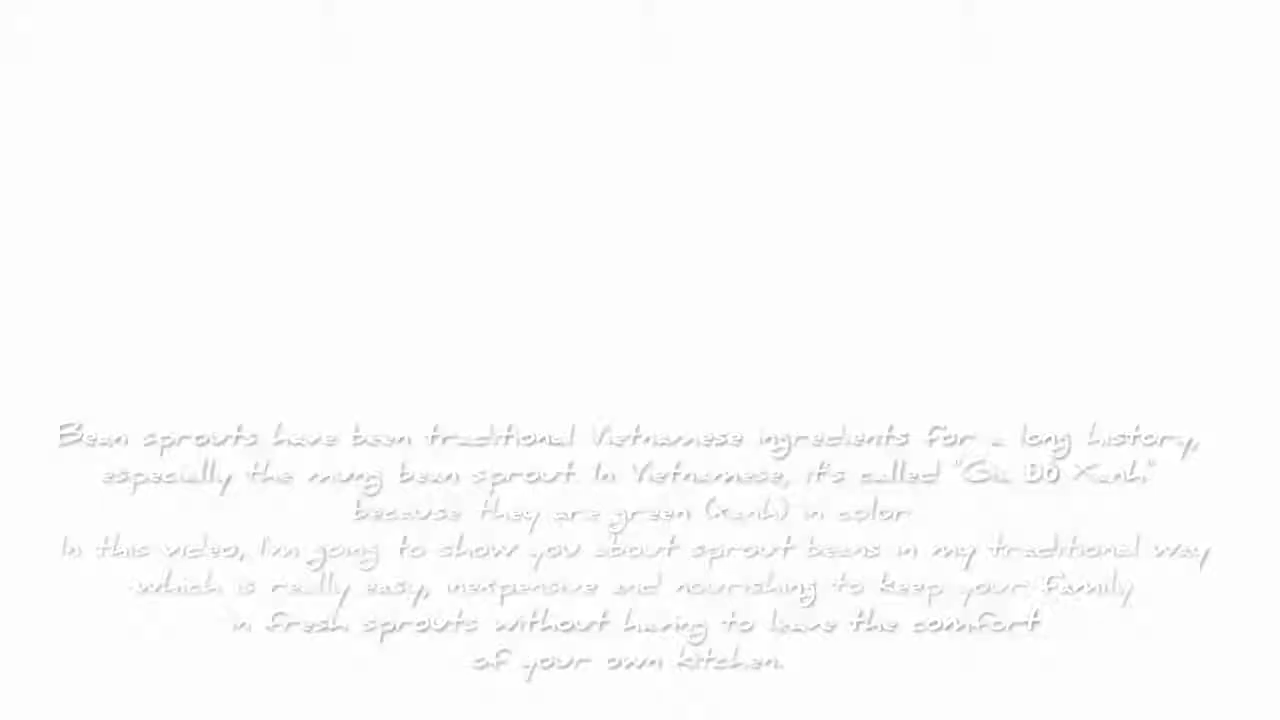 Bean sprouts have been traditional Vietnamese ingredients for a long history,
especially the mung bean sprout. In Vietnamese, it's called "Giá Đỗ Xanh"
because they are green (xanh) in color.
In this video, I'm going to show you about sprout beans in my traditional way
which is really easy, inexpensive and nourishing to keep your family
in fresh sprouts without having to leave the comfort
of your own kitchen.